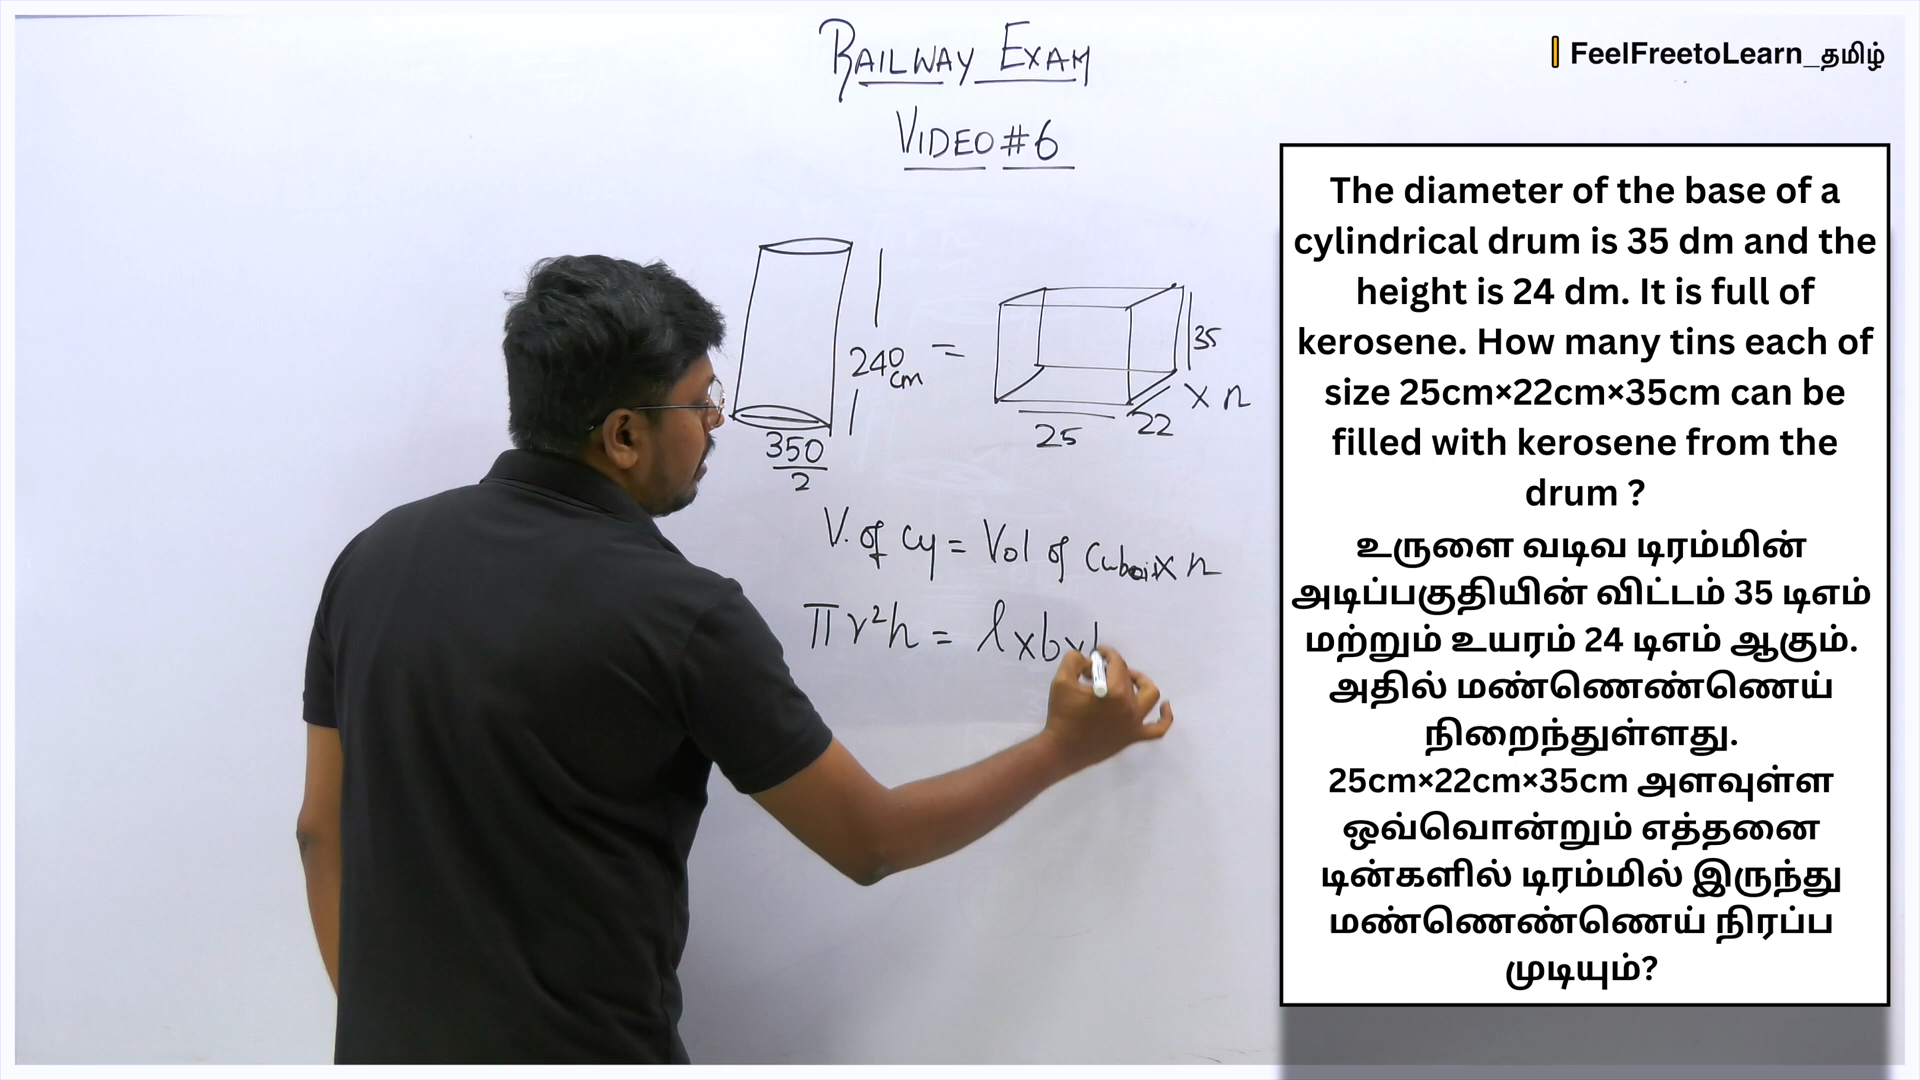 RAILWAY EXAM
VIDEO #6
FeelFreetoLearn_தமிழ்
240 cm
=
35
x n
350
2
25
22
V. of cy = Vol of Cuboid x n
πr²h = l x b x h
The diameter of the base of a
cylindrical drum is 35 dm and the
height is 24 dm. It is full of
kerosene. How many tins each of
size 25cm×22cm×35cm can be
filled with kerosene from the
drum ?
உருளை வடிவ டிரம்மின்
அடிப்பகுதியின் விட்டம் 35 டிஎம்
மற்றும் உயரம் 24 டிஎம் ஆகும்.
அதில் மண்ணெண்ணெய்
நிறைந்துள்ளது.
25cm×22cm×35cm அளவுள்ள
ஒவ்வொன்றும் எத்தனை
டின்களில் டிரம்மில் இருந்து
மண்ணெண்ணெய் நிரப்ப
முடியும்?